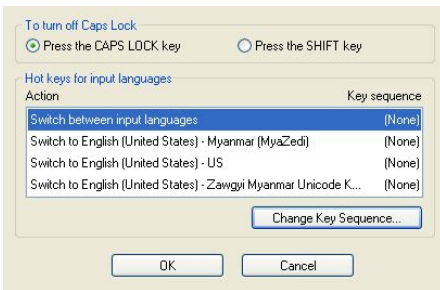 To turn off Caps Lock
Press the CAPS LOCK key Press the SHIFT key
Hot keys for input languages
Action Key sequence
Switch between input languages (None)
Switch to English (United States) - Myanmar (MyaZedi) (None)
Switch to English (United States) - US (None)
Switch to English (United States) - Zawgyi Myanmar Unicode K... (None)
Change Key Sequence...
OK Cancel